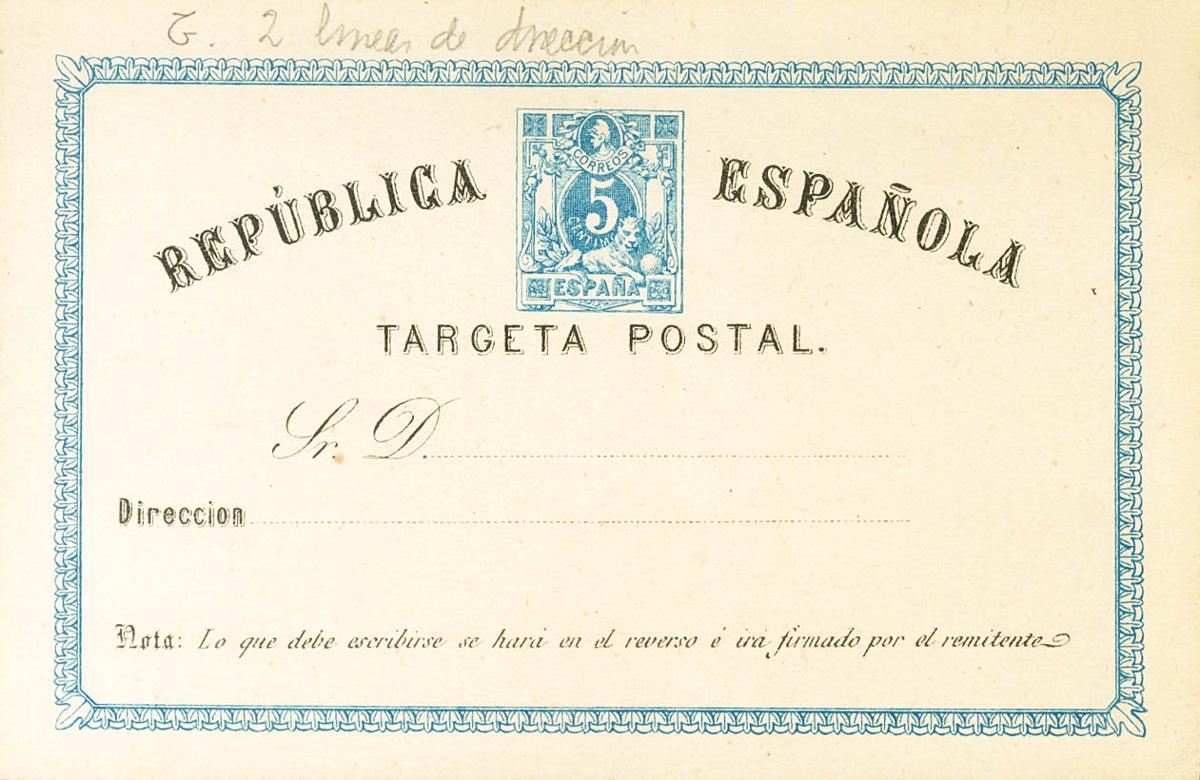 2 lineas de direccion
CORREOS
5
ESPAÑA
REPÚBLICA ESPAÑOLA
TARGETA POSTAL.
Sr. D.
Direccion
Nota: Lo que debe escribirse se hará en el reverso é irá firmado por el remitente